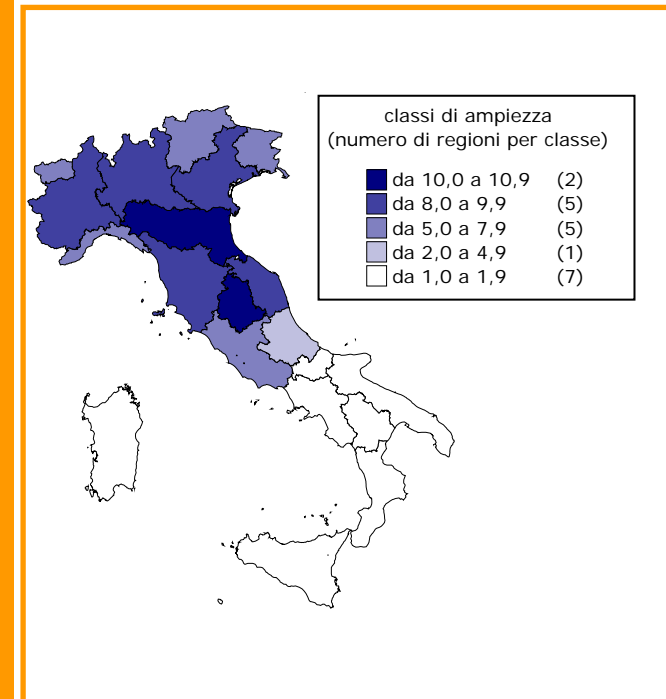 classi di ampiezza
(numero di regioni per classe)
da 10,0 a 10,9 (2)
da 8,0 a 9,9 (5)
da 5,0 a 7,9 (5)
da 2,0 a 4,9 (1)
da 1,0 a 1,9 (7)